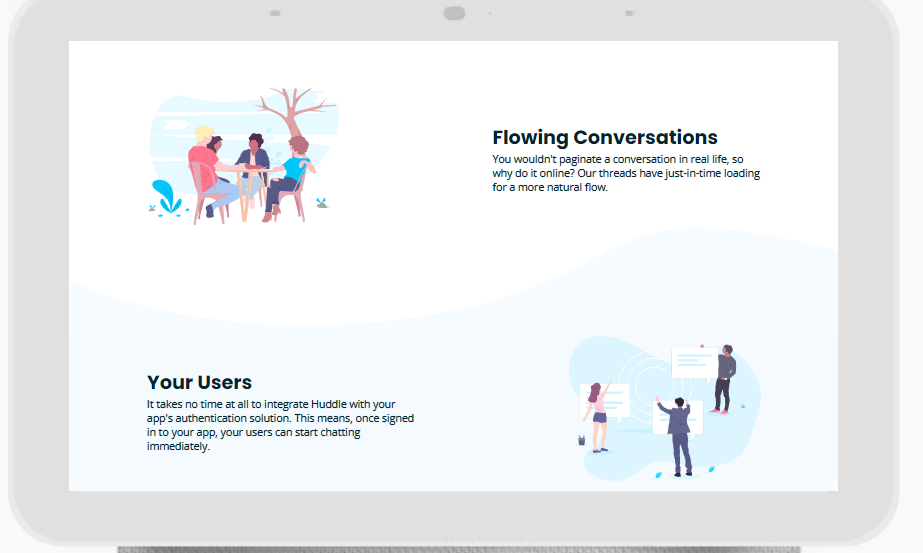 Flowing Conversations
You wouldn't paginate a conversation in real life, so
why do it online? Our threads have just-in-time loading
for a more natural flow.
Your Users
It takes no time at all to integrate Huddle with your
app's authentication solution. This means, once signed
in to your app, your users can start chatting
immediately.